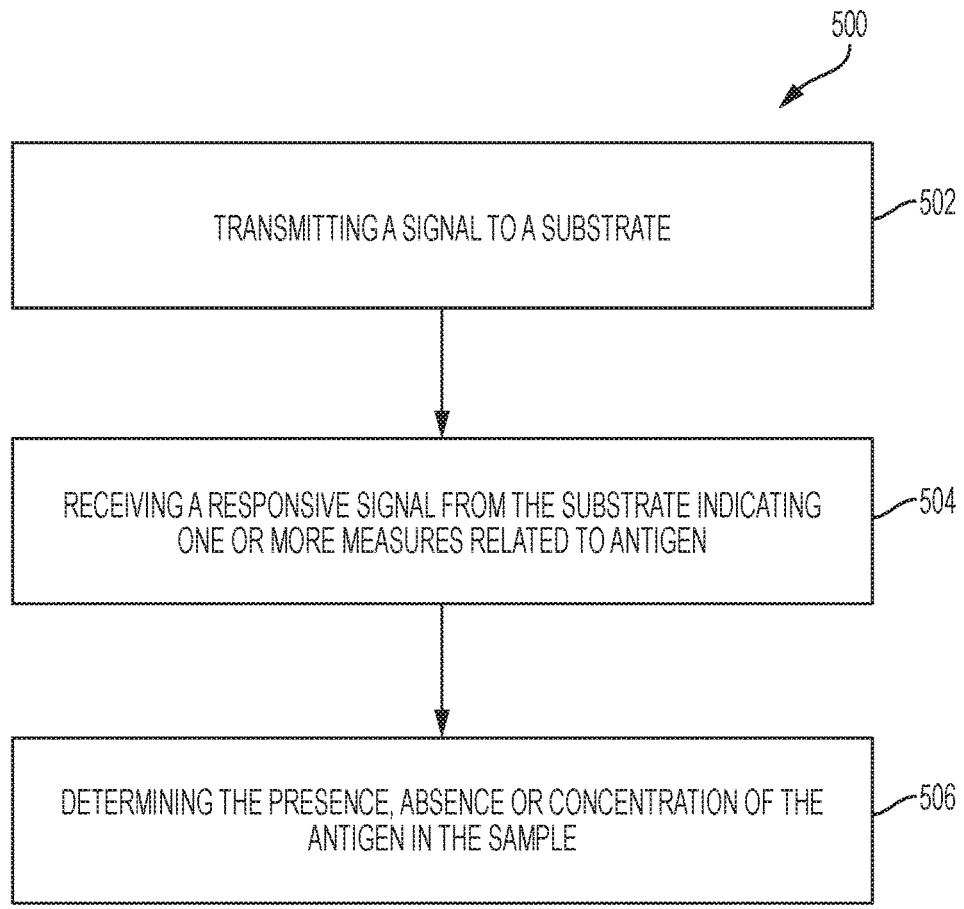 500
TRANSMITTING A SIGNAL TO A SUBSTRATE
502
RECEIVING A RESPONSIVE SIGNAL FROM THE SUBSTRATE INDICATING
ONE OR MORE MEASURES RELATED TO ANTIGEN
504
DETERMINING THE PRESENCE, ABSENCE OR CONCENTRATION OF THE
ANTIGEN IN THE SAMPLE
506